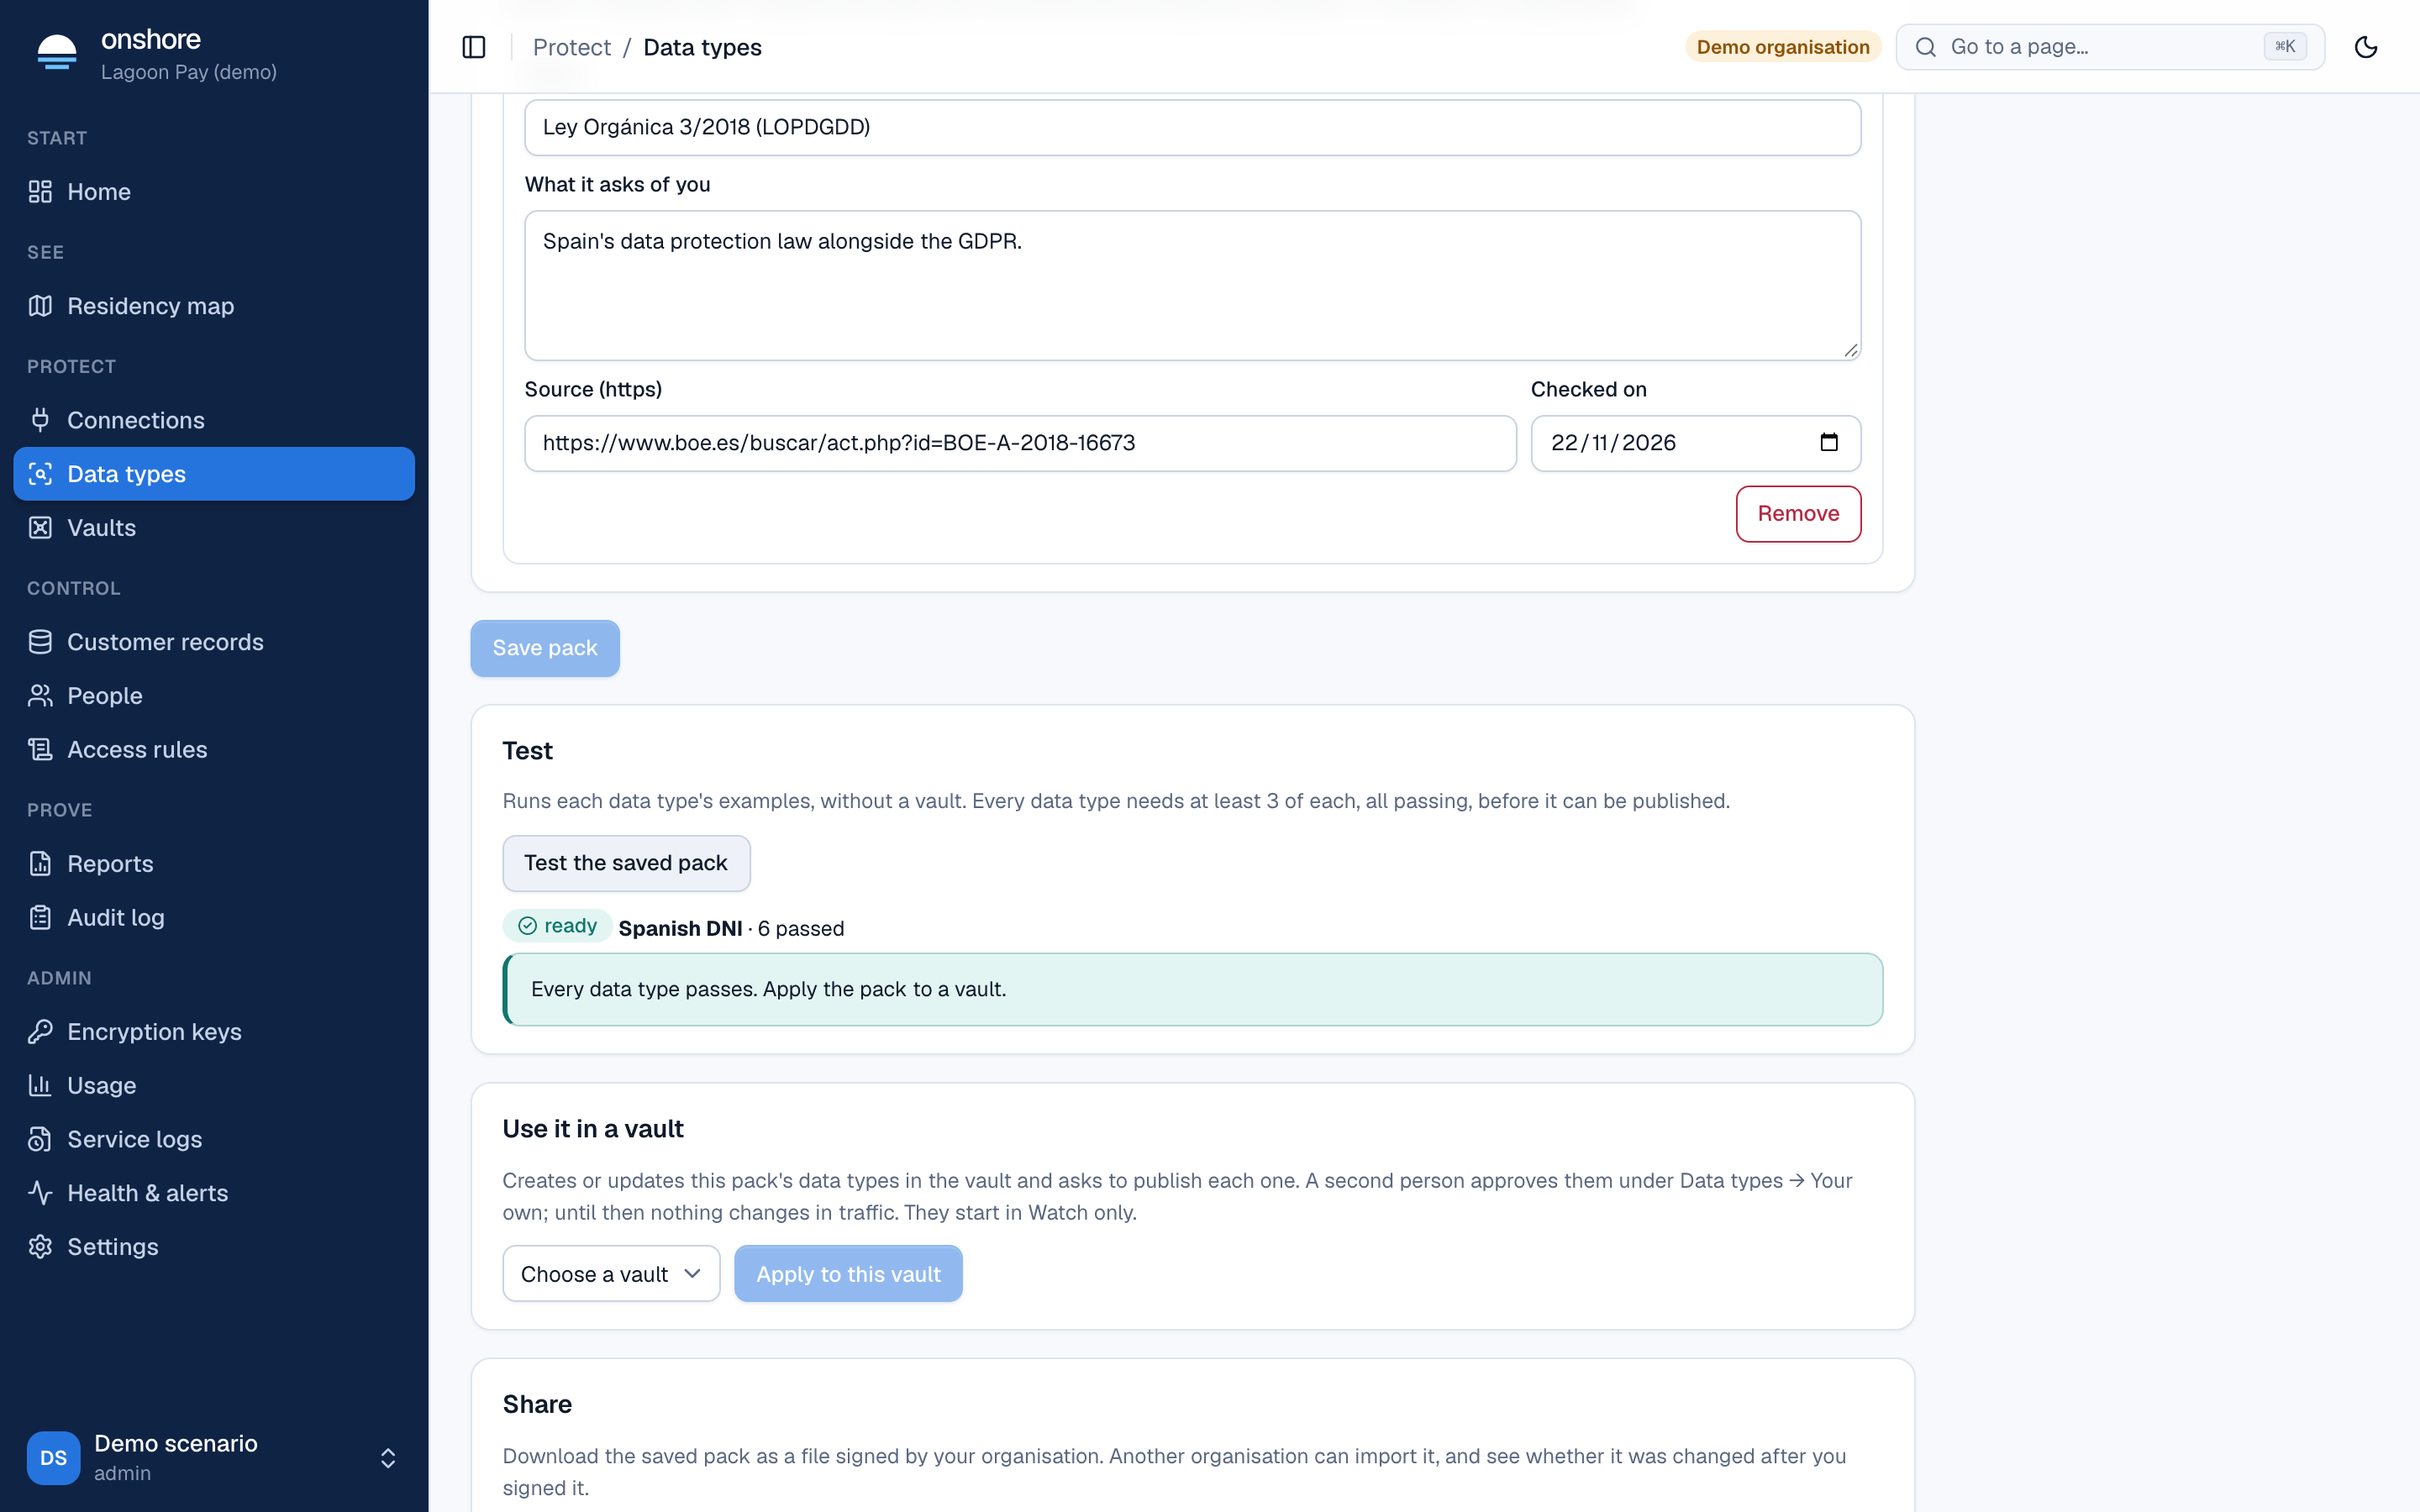 onshore
Lagoon Pay (demo)
START
Home
SEE
Residency map
PROTECT
Connections
Data types
Vaults
CONTROL
Customer records
People
Access rules
PROVE
Reports
Audit log
ADMIN
Encryption keys
Usage
Service logs
Health & alerts
Settings
DS
Demo scenario
admin
Protect / Data types
Demo organisation
Go to a page...
⌘K
Ley Orgánica 3/2018 (LOPDGDD)
What it asks of you
Spain's data protection law alongside the GDPR.
Source (https)
Checked on
https://www.boe.es/buscar/act.php?id=BOE-A-2018-16673
22/11/2026
Remove
Save pack
Test
Runs each data type's examples, without a vault. Every data type needs at least 3 of each, all passing, before it can be published.
Test the saved pack
ready Spanish DNI · 6 passed
Every data type passes. Apply the pack to a vault.
Use it in a vault
Creates or updates this pack's data types in the vault and asks to publish each one. A second person approves them under Data types → Your
own; until then nothing changes in traffic. They start in Watch only.
Choose a vault
Apply to this vault
Share
Download the saved pack as a file signed by your organisation. Another organisation can import it, and see whether it was changed after you
signed it.